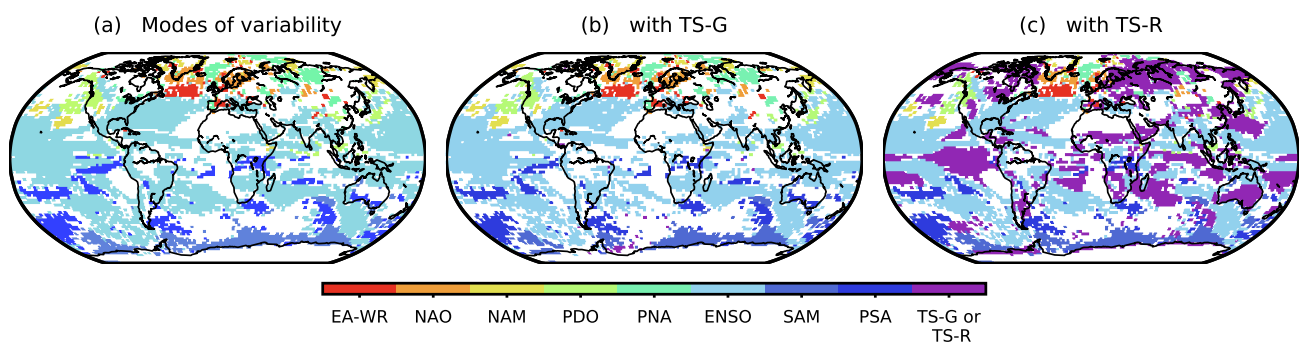 (a) Modes of variability
(b) with TS-G
(c) with TS-R
EA-WR NAO NAM PDO PNA ENSO SAM PSA TS-G or
TS-R